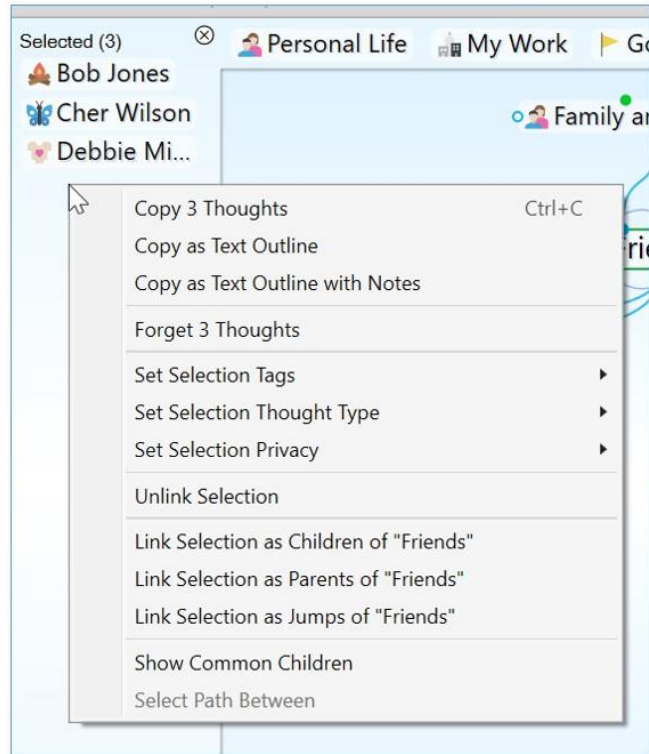 Selected (3)
Personal Life
My Work
Bob Jones
Cher Wilson
Family
Debbie Mi...
Copy 3 Thoughts Ctrl+C
Copy as Text Outline
Copy as Text Outline with Notes
Forget 3 Thoughts
Set Selection Tags
Set Selection Thought Type
Set Selection Privacy
Unlink Selection
Link Selection as Children of "Friends"
Link Selection as Parents of "Friends"
Link Selection as Jumps of "Friends"
Show Common Children
Select Path Between